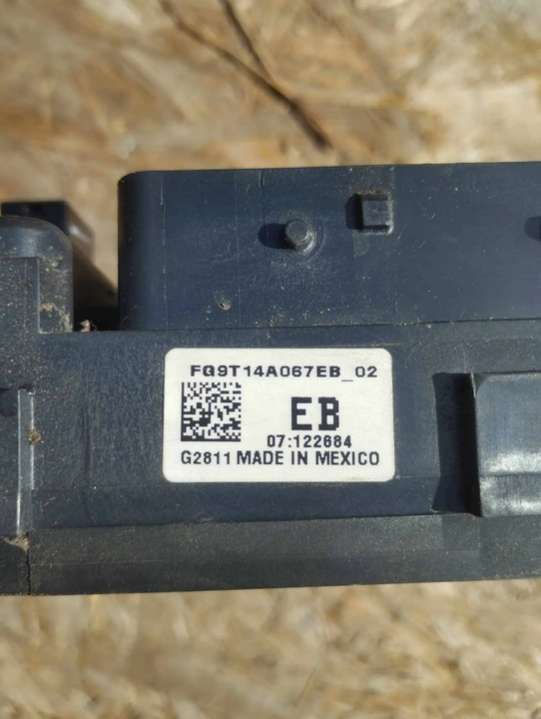 FG9T14A067EB_02
EB
07:122684
G2811 MADE IN MEXICO